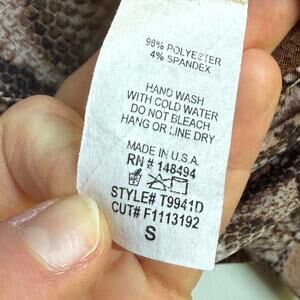 96% POLYESTER
4% SPANDEX
HAND WASH
WITH COLD WATER
DO NOT BLEACH
HANG OR LINE DRY
MADE IN U.S.A.
RN # 148494
STYLE# T9941D
CUT# F1113192
S